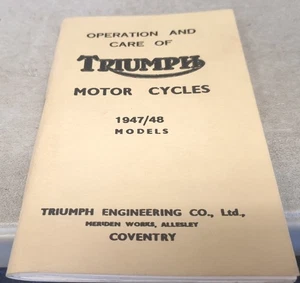 OPERATION AND
CARE OF
TRIUMPH
MOTOR CYCLES
1947/48
MODELS
TRIUMPH ENGINEERING CO., Ltd.,
MERIDEN WORKS, ALLESLEY
COVENTRY